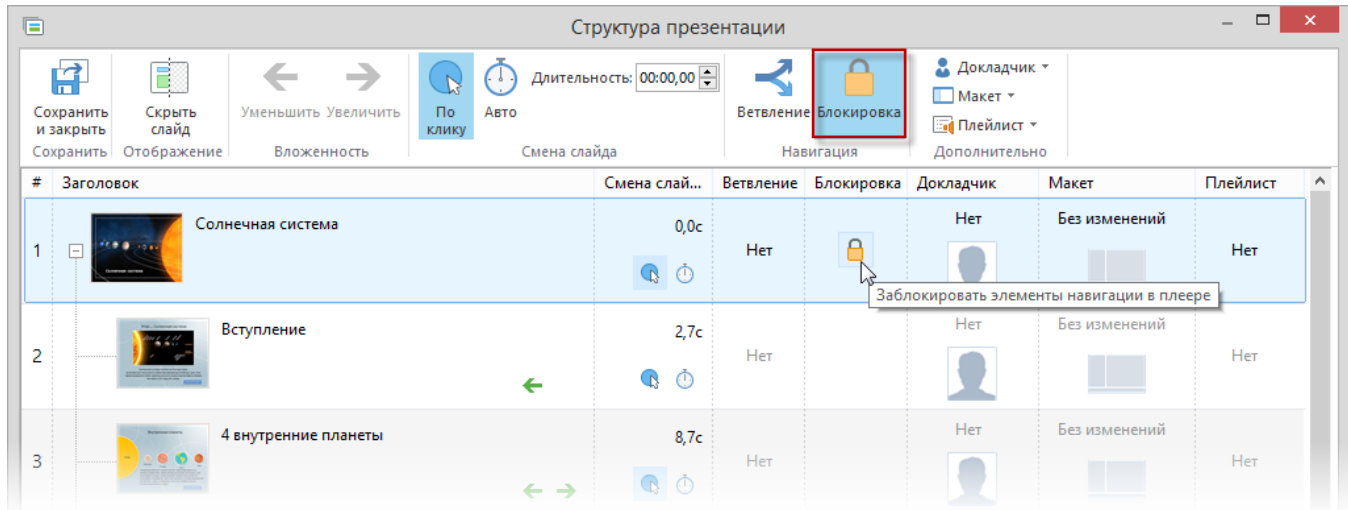 Структура презентации
Сохранить и закрыть
Скрыть слайд
Уменьшить Увеличить
По клику
Авто
Длительность: 00:00,00
Ветвление
Блокировка
Докладчик
Макет
Плейлист
Сохранить Отображение Вложенность Смена слайда Навигация Дополнительно
# Заголовок Смена слай... Ветвление Блокировка Докладчик Макет Плейлист
1 Солнечная система 0,0с Нет Нет Без изменений Нет
Заблокировать элементы навигации в плеере
2 Вступление 2,7с Нет Нет Без изменений Нет
3 4 внутренние планеты 8,7с Нет Нет Без изменений Нет